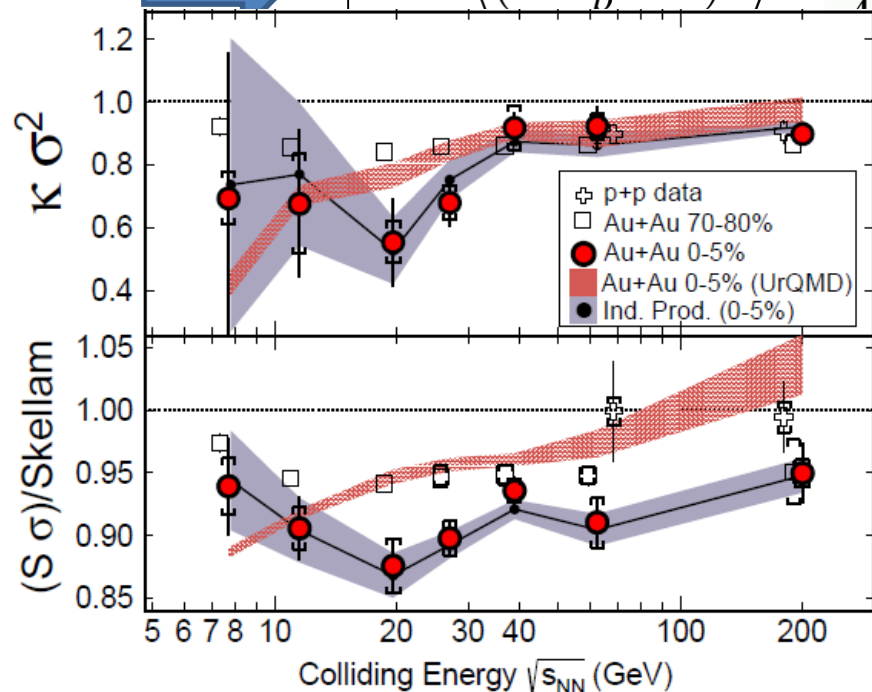 κ σ²
1.2
1.0
0.8
0.6
0.4
p+p data
Au+Au 70-80%
Au+Au 0-5%
Au+Au 0-5% (UrQMD)
Ind. Prod. (0-5%)
(S σ)/Skellam
1.05
1.00
0.95
0.90
0.85
5 6 7 8 10 20 30 40 100 200
Colliding Energy √s_NN (GeV)